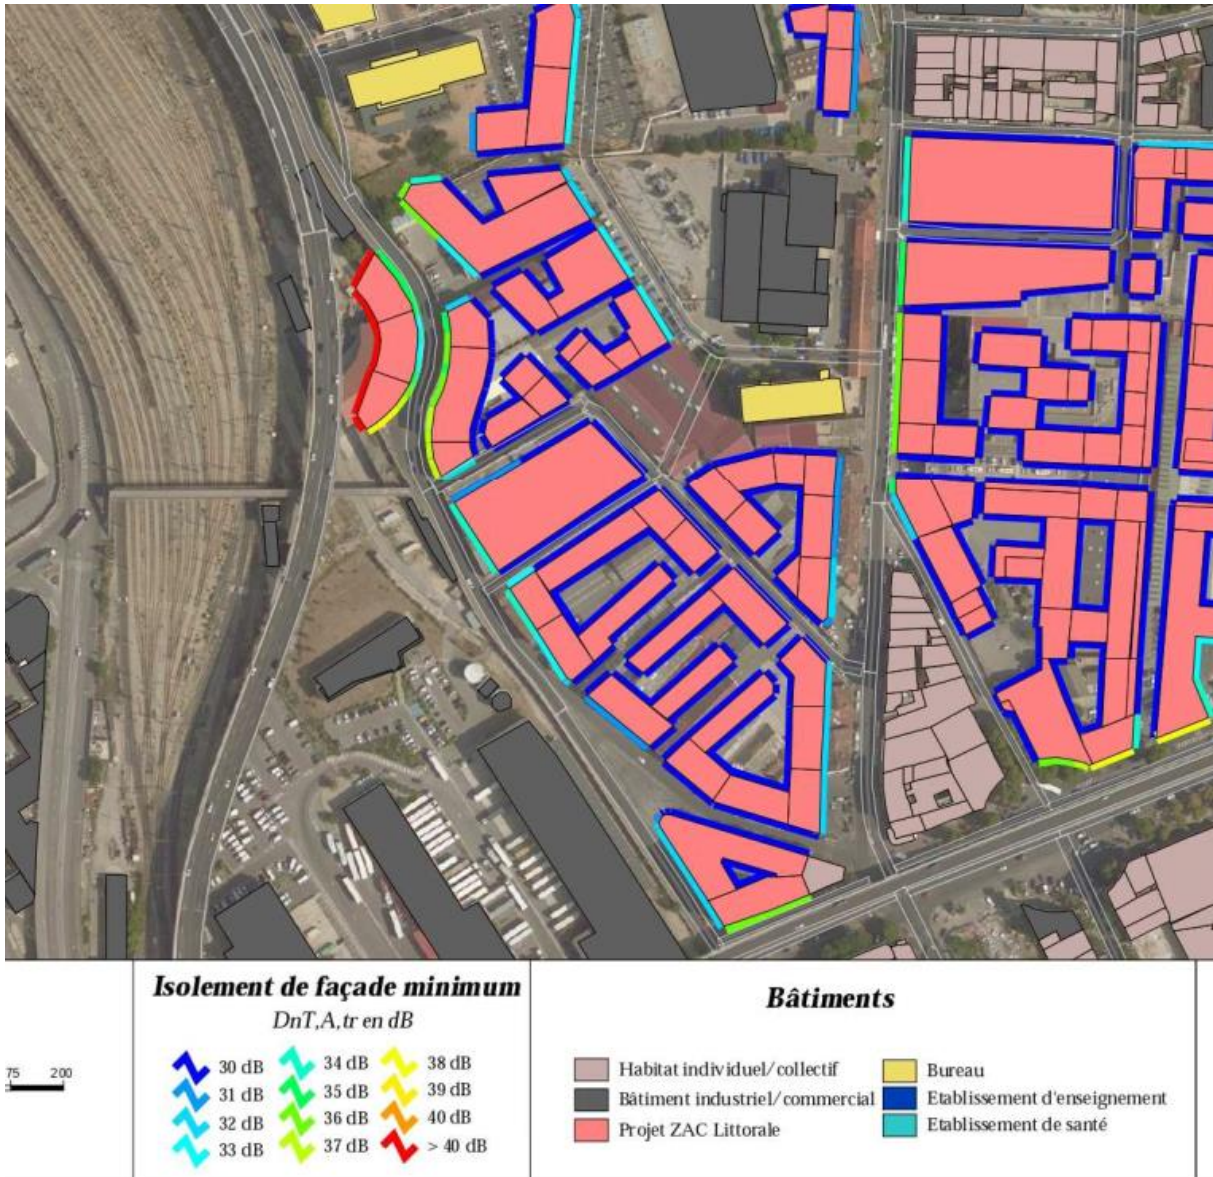 Isolement de façade minimum
DnT,A,tr en dB
30 dB
31 dB
32 dB
33 dB
34 dB
35 dB
36 dB
37 dB
38 dB
39 dB
40 dB
> 40 dB
75 200
Bâtiments
Habitat individuel/collectif
Bâtiment industriel/commercial
Projet ZAC Littorale
Bureau
Etablissement d'enseignement
Etablissement de santé